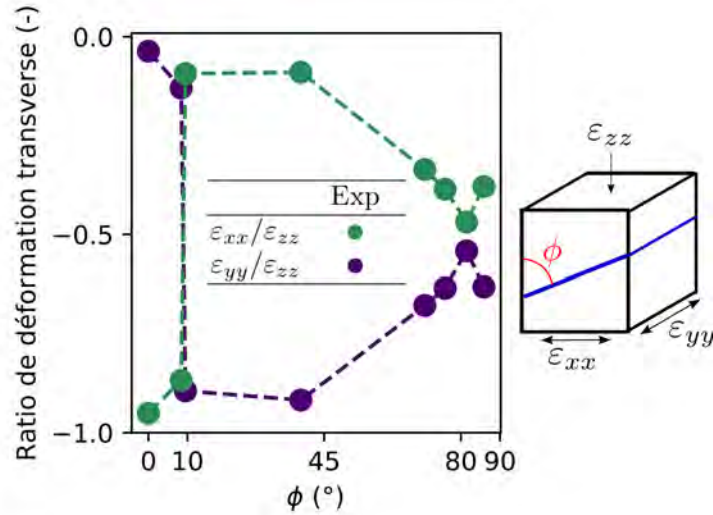 Ratio de déformation transverse (-)
0.0
−0.5
−1.0
Exp
εxx/εzz
εyy/εzz
0 10 45 80 90
ϕ (°)
εzz
ϕ
εyy
εxx